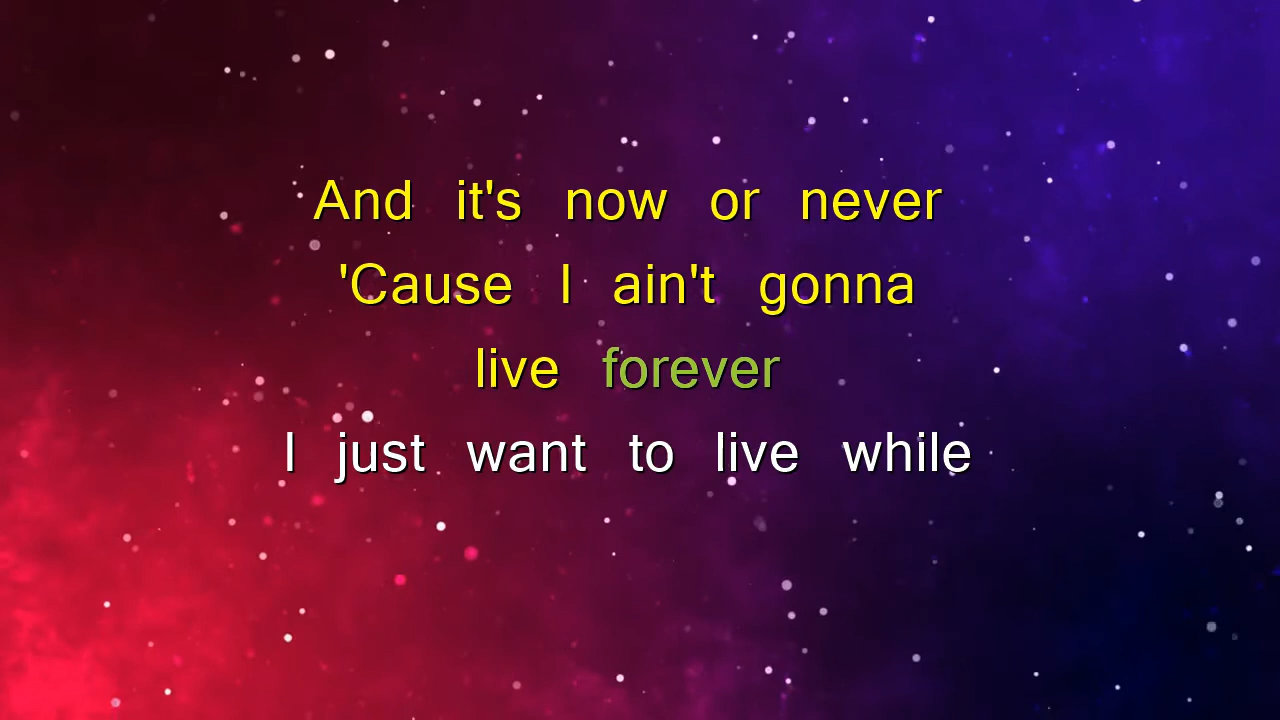 And it's now or never
'Cause I ain't gonna
live forever
I just want to live while